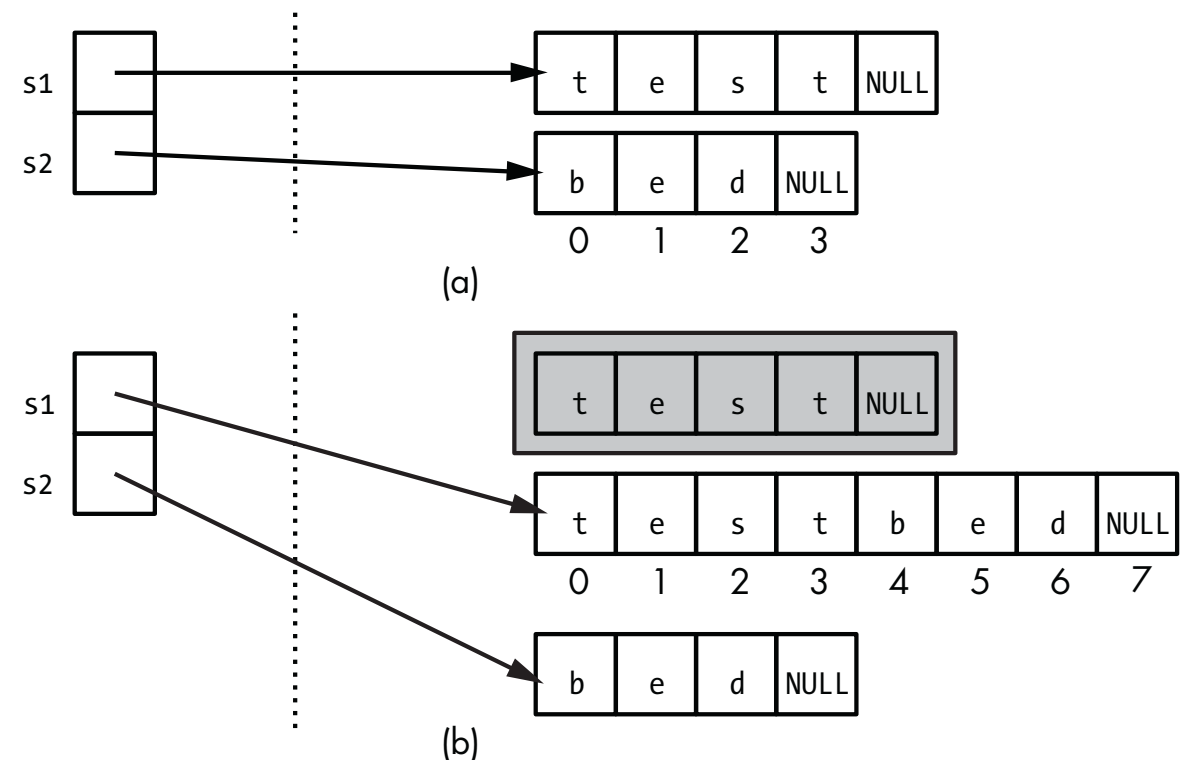 s1
t e s t NULL
s2
b e d NULL
0 1 2 3
(a)
s1
t e s t NULL
s2
t e s t b e d NULL
0 1 2 3 4 5 6 7
b e d NULL
(b)